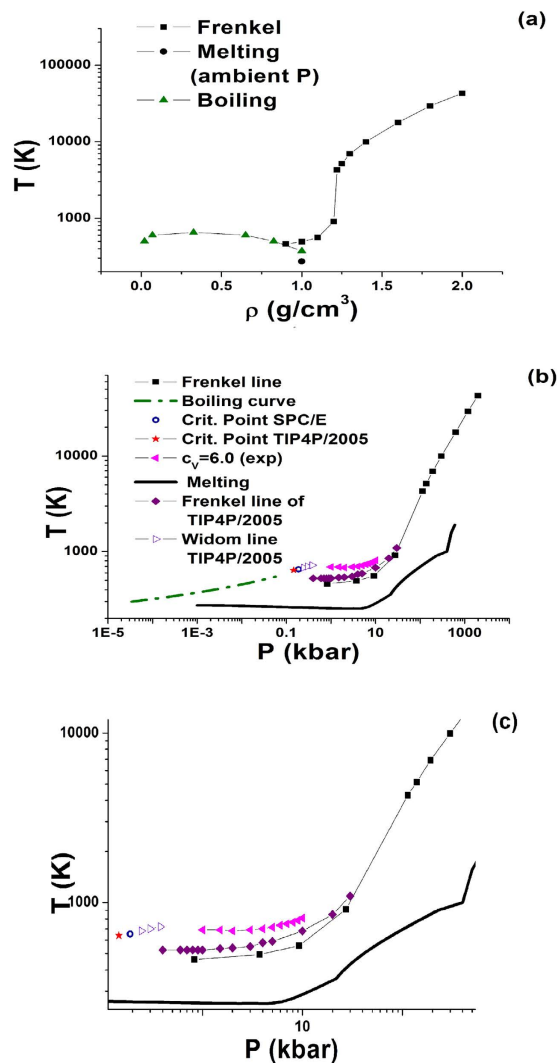 (a)
Frenkel
Melting
(ambient P)
Boiling
100000
10000
1000
T (K)
0.0 0.5 1.0 1.5 2.0
ρ (g/cm³)
(b)
Frenkel line
Boiling curve
Crit. Point SPC/E
Crit. Point TIP4P/2005
cV=6.0 (exp)
Melting
Frenkel line of
TIP4P/2005
Widom line
TIP4P/2005
10000
1000
T (K)
1E-5 1E-3 0.1 10 1000
P (kbar)
(c)
10000
1000
T (K)
10
P (kbar)